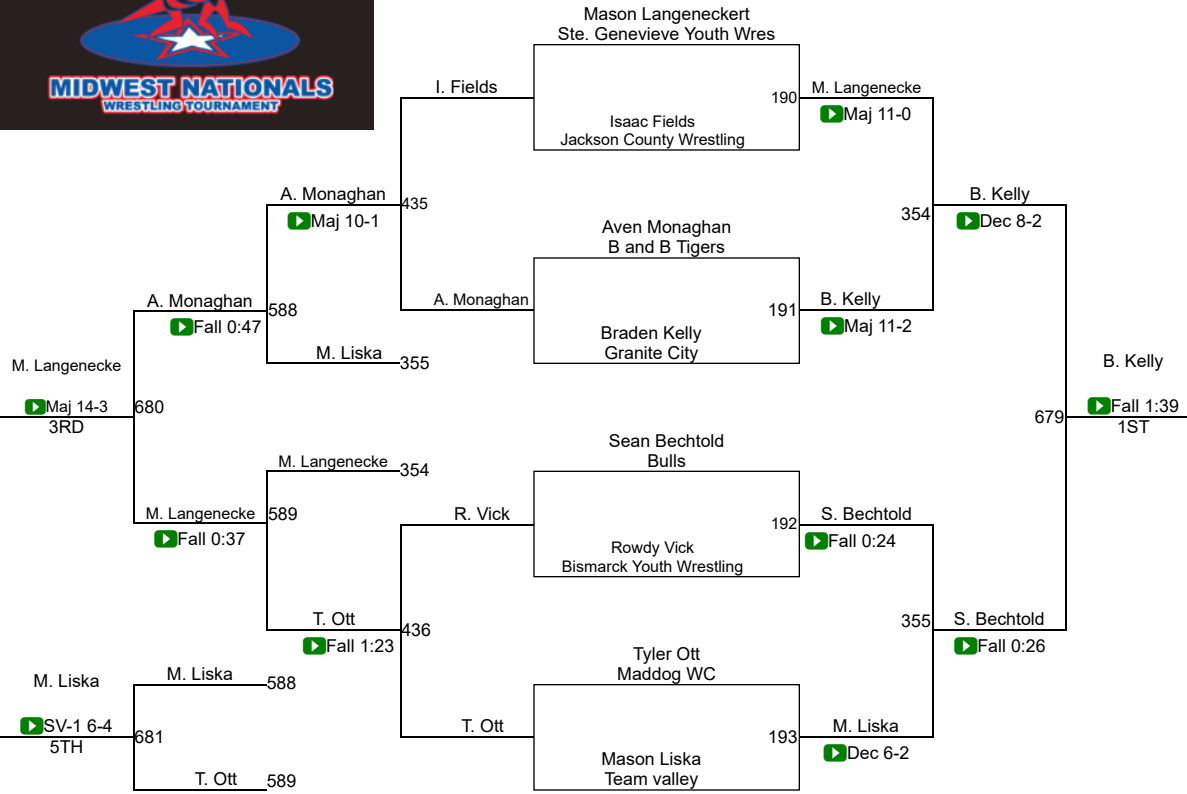 MIDWEST NATIONALS
WRESTLING TOURNAMENT
Mason Langeneckert
Ste. Genevieve Youth Wres
I. Fields
190
M. Langenecke
Maj 11-0
Isaac Fields
Jackson County Wrestling
A. Monaghan
435
Maj 10-1
354
B. Kelly
Dec 8-2
Aven Monaghan
B and B Tigers
A. Monaghan
588
Fall 0:47
A. Monaghan
191
B. Kelly
Maj 11-2
Braden Kelly
Granite City
M. Liska
355
M. Langenecke
Maj 14-3
3RD
680
B. Kelly
679
Fall 1:39
1ST
Sean Bechtold
Bulls
M. Langenecke
354
M. Langenecke
589
Fall 0:37
R. Vick
192
S. Bechtold
Fall 0:24
Rowdy Vick
Bismarck Youth Wrestling
T. Ott
436
Fall 1:23
355
S. Bechtold
Fall 0:26
Tyler Ott
Maddog WC
M. Liska
M. Liska
588
SV-1 6-4
5TH
681
T. Ott
193
M. Liska
Dec 6-2
Mason Liska
Team valley
T. Ott
589